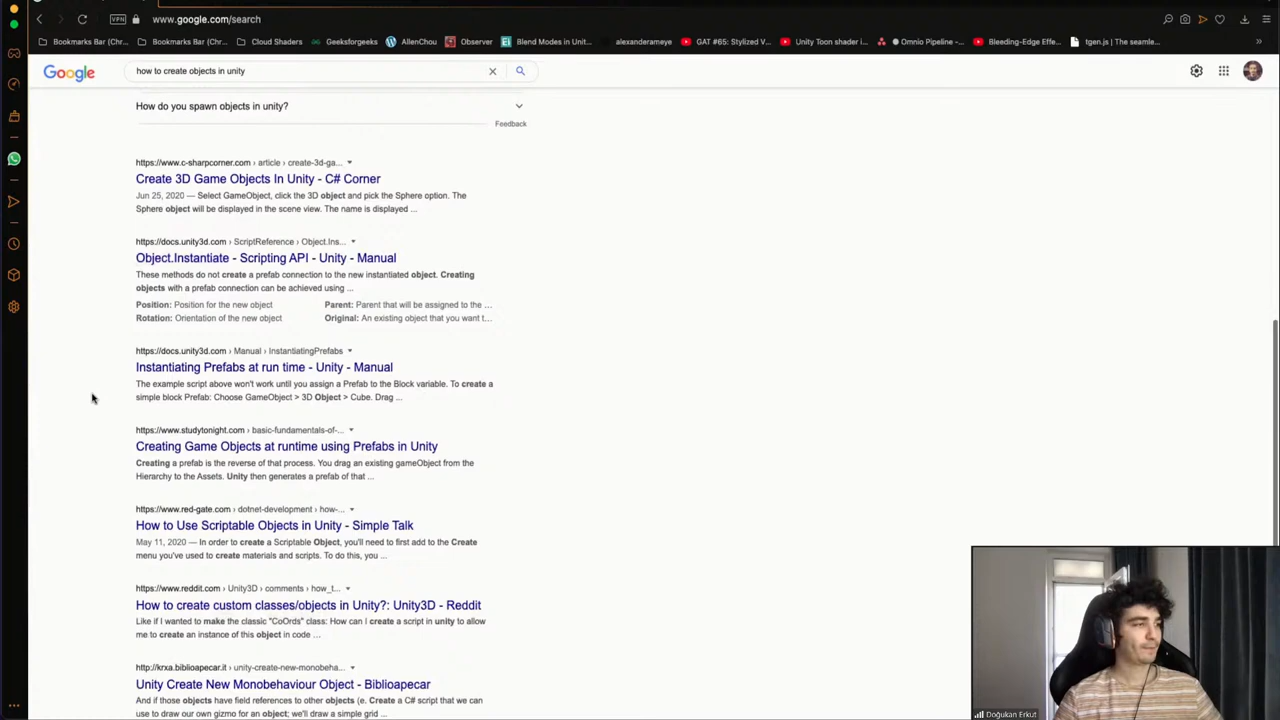 VPN
www.google.com/search
Bookmarks Bar (Chr...
Bookmarks Bar (Chr...
Cloud Shaders
Geeksforgeeks
AllenChou
Observer
Blend Modes in Unit...
alexanderameye
GAT #65: Stylized V...
Unity Toon shader i...
Omnio Pipeline -...
Bleeding-Edge Effe...
tgen.js | The seamle...
Google
how to create objects in unity
How do you spawn objects in unity?
Feedback
https://www.c-sharpcorner.com › article › create-3d-ga...
Create 3D Game Objects In Unity - C# Corner
Jun 25, 2020 — Select GameObject, click the 3D object and pick the Sphere option. The
Sphere object will be displayed in the scene view. The name is displayed ...
https://docs.unity3d.com › ScriptReference › Object.Ins...
Object.Instantiate - Scripting API - Unity - Manual
These methods do not create a prefab connection to the new instantiated object. Creating
objects with a prefab connection can be achieved using ...
Position: Position for the new object
Parent: Parent that will be assigned to the ...
Rotation: Orientation of the new object
Original: An existing object that you want t...
https://docs.unity3d.com › Manual › InstantiatingPrefabs
Instantiating Prefabs at run time - Unity - Manual
The example script above won't work until you assign a Prefab to the Block variable. To create a
simple block Prefab: Choose GameObject > 3D Object > Cube. Drag ...
https://www.studytonight.com › basic-fundamentals-of-...
Creating Game Objects at runtime using Prefabs in Unity
Creating a prefab is the reverse of that process. You drag an existing gameObject from the
Hierarchy to the Assets. Unity then generates a prefab of that ...
https://www.red-gate.com › dotnet-development › how-...
How to Use Scriptable Objects in Unity - Simple Talk
May 11, 2020 — In order to create a Scriptable Object, you'll need to first add to the Create
menu you've used to create materials and scripts. To do this, you ...
https://www.reddit.com › Unity3D › comments › how_t...
How to create custom classes/objects in Unity?: Unity3D - Reddit
Like if I wanted to make the classic "CoOrds" class: How can I create a script in unity to allow
me to create an instance of this object in code ...
http://krxa.biblioapecar.it › unity-create-new-monobeha...
Unity Create New Monobehaviour Object - Biblioapecar
And if those objects have field references to other objects (e. Create a C# script that we can
use to draw our own gizmo for an object; we'll draw a simple grid ...
Doğukan Erkut